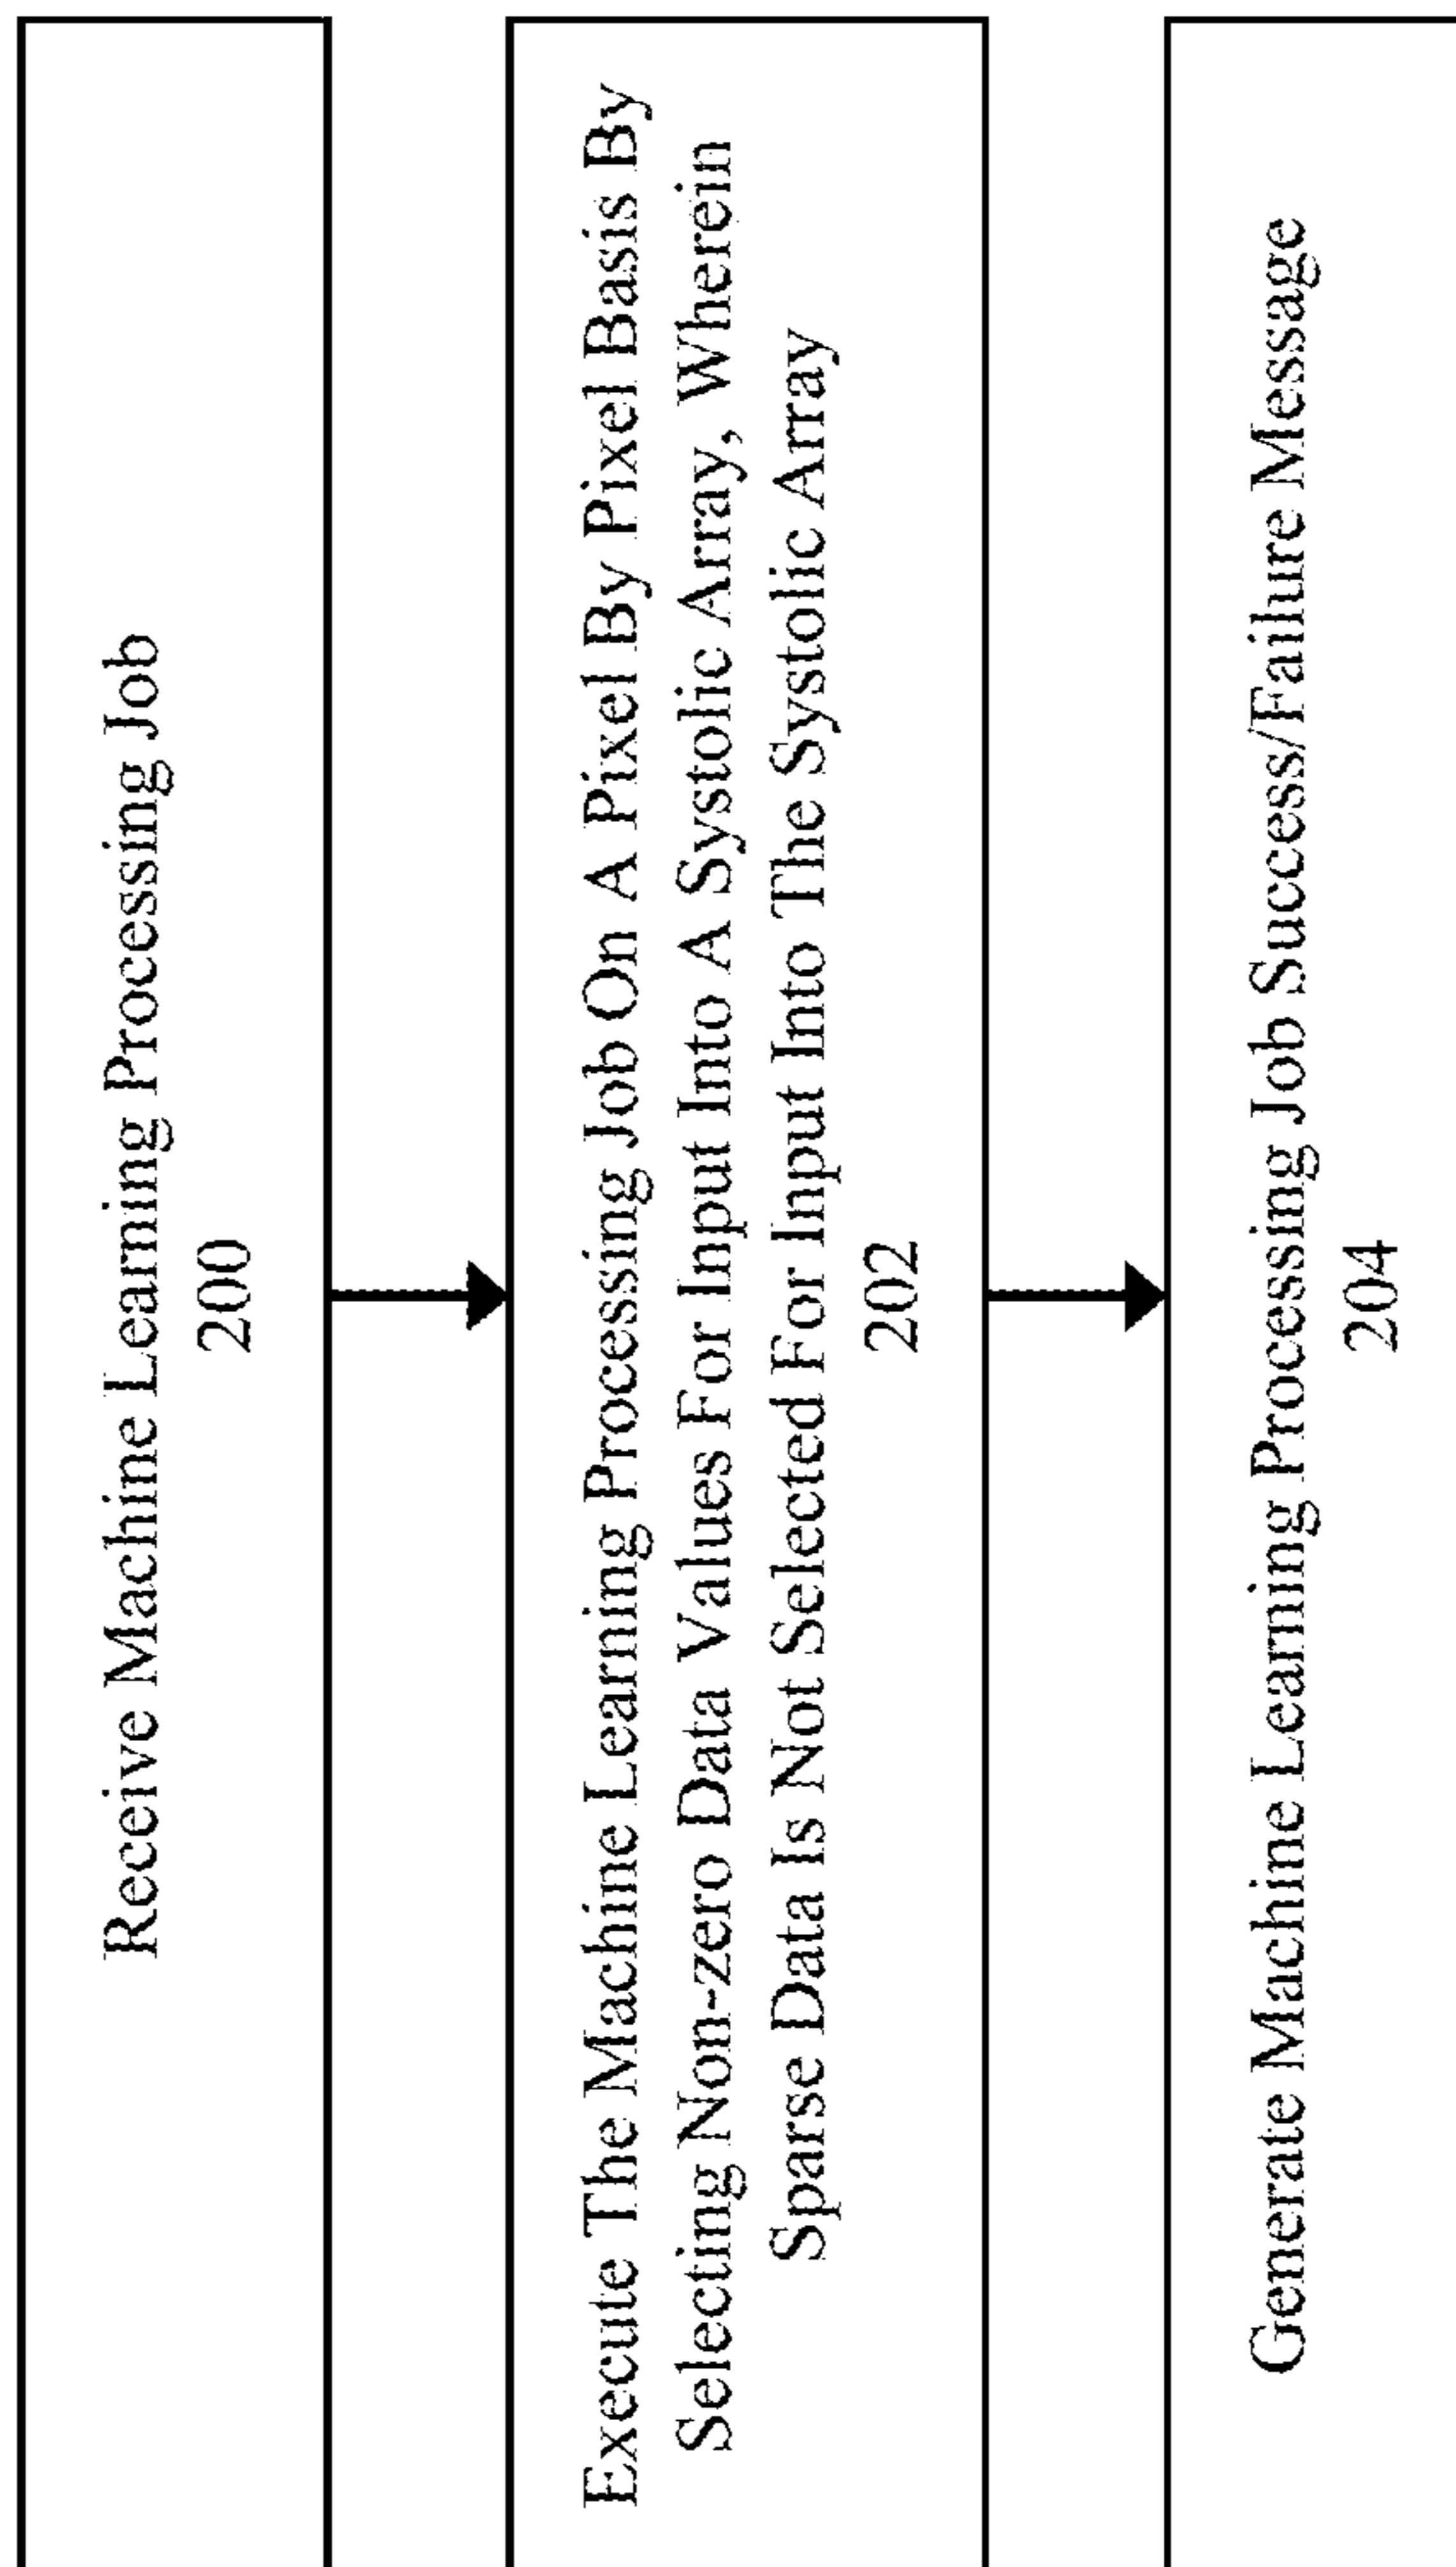 Receive Machine Learning Processing Job
200
Execute The Machine Learning Processing Job On A Pixel By Pixel Basis By
Selecting Non-zero Data Values For Input Into A Systolic Array, Wherein
Sparse Data Is Not Selected For Input Into The Systolic Array
202
Generate Machine Learning Processing Job Success/Failure Message
204